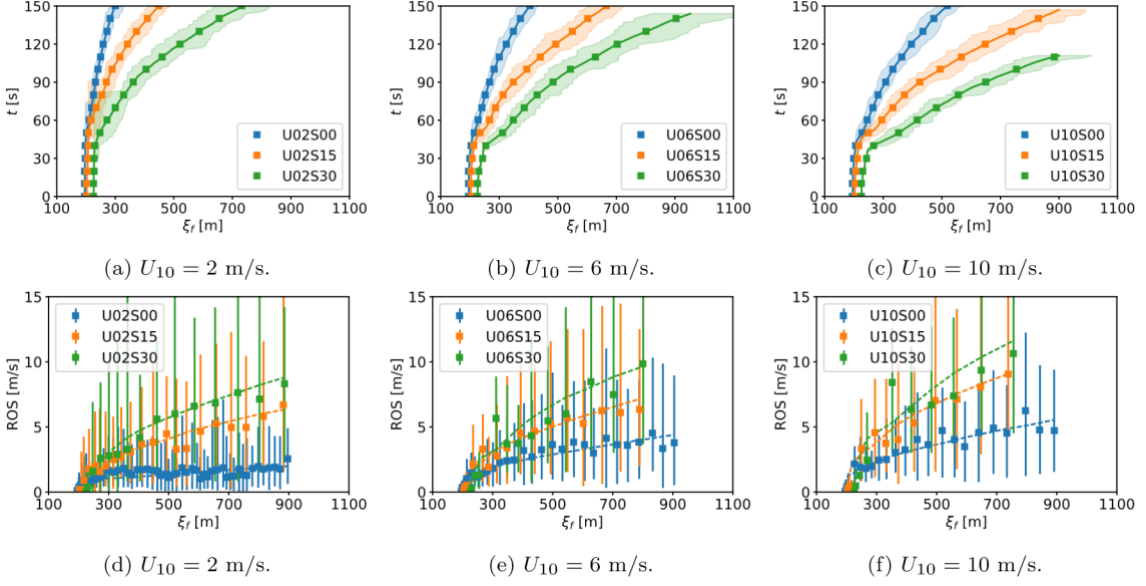 150
120
90
60
30
0
t [s]
U02S00
U02S15
U02S30
100 300 500 700 900 1100
ξf [m]
(a) U10 = 2 m/s.
150
120
90
60
30
0
t [s]
U06S00
U06S15
U06S30
100 300 500 700 900 1100
ξf [m]
(b) U10 = 6 m/s.
150
120
90
60
30
0
t [s]
U10S00
U10S15
U10S30
100 300 500 700 900 1100
ξf [m]
(c) U10 = 10 m/s.
15
10
5
0
ROS [m/s]
U02S00
U02S15
U02S30
100 300 500 700 900 1100
ξf [m]
(d) U10 = 2 m/s.
15
10
5
0
ROS [m/s]
U06S00
U06S15
U06S30
100 300 500 700 900 1100
ξf [m]
(e) U10 = 6 m/s.
15
10
5
0
ROS [m/s]
U10S00
U10S15
U10S30
100 300 500 700 900 1100
ξf [m]
(f) U10 = 10 m/s.